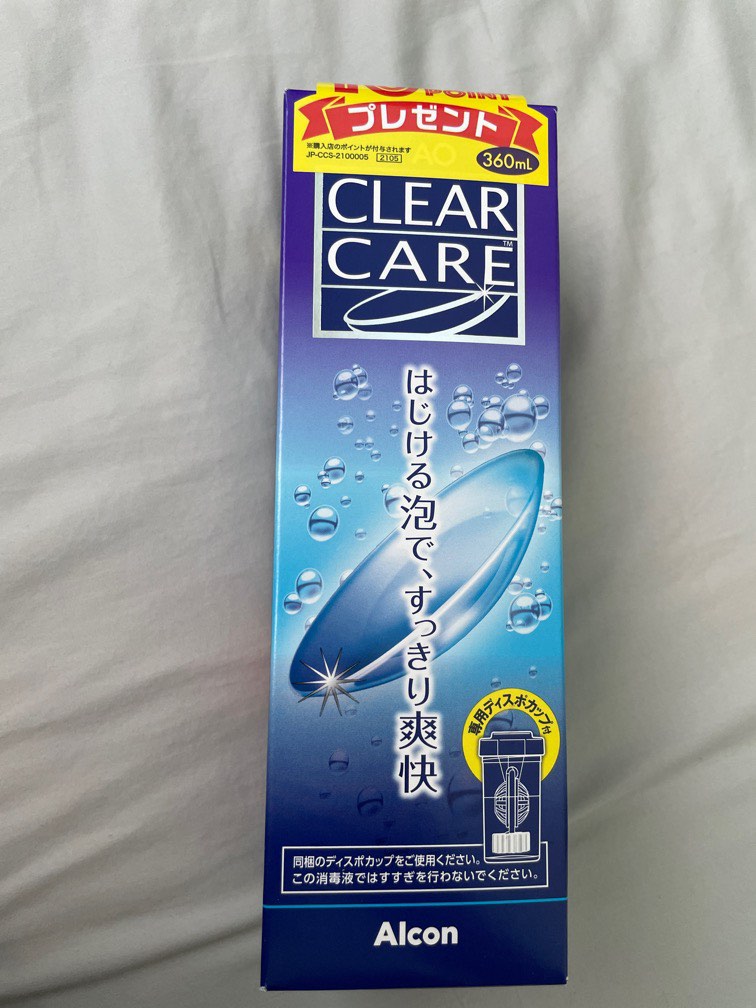 POINT
プレゼント
※購入店のポイントが付与されます
JP-CCS-2100005 2105
360mL
CLEAR
CARE™
はじける泡で、すっきり爽快
専用ディスポカップ付
同梱のディスポカップをご使用ください。
この消毒液ではすすぎを行わないでください。
Alcon